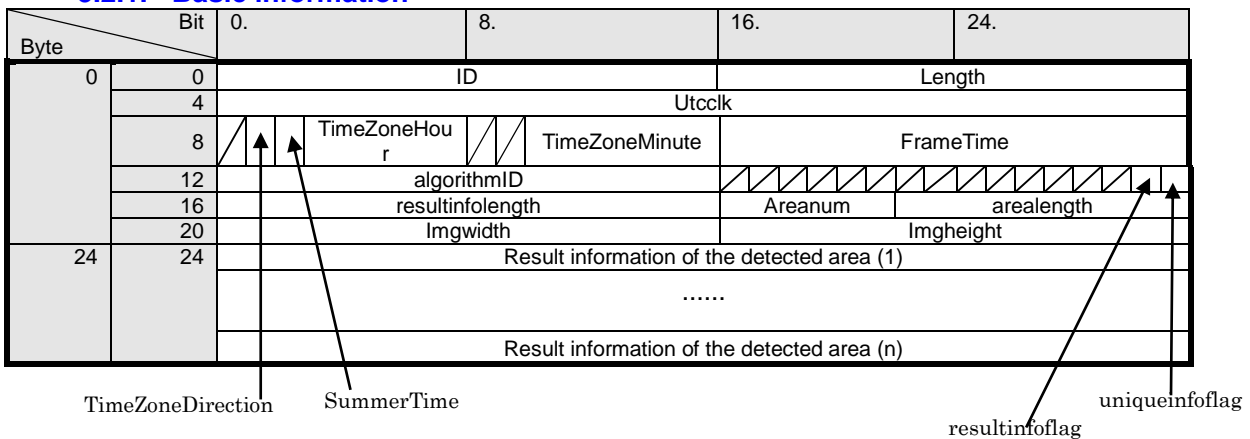 Basic Information
Bit 0. 8. 16. 24.
Byte
0 0 ID Length
4 Utcclk
8 TimeZoneHou
r TimeZoneMinute FrameTime
12 algorithmID
16 resultinfolength Areanum arealength
20 Imgwidth Imgheight
24 24 Result information of the detected area (1)
......
Result information of the detected area (n)
TimeZoneDirection SummerTime uniqueinfoflag
resultinfoflag